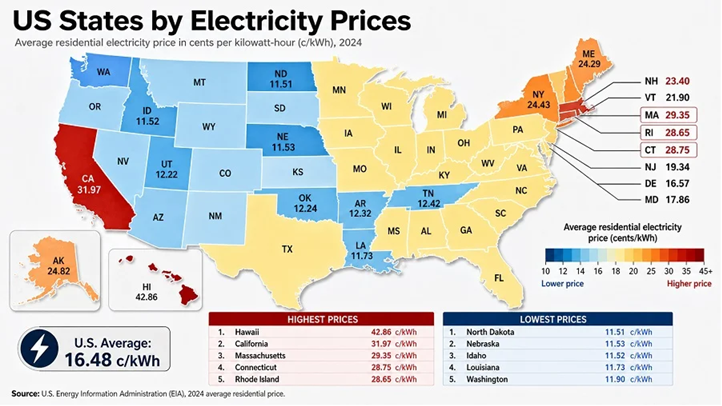 US States by Electricity Prices
Average residential electricity price in cents per kilowatt-hour (c/kWh), 2024
WA
OR
CA
31.97
ID
11.52
NV
MT
WY
UT
12.22
AZ
CO
NM
ND
11.51
SD
NE
11.53
KS
OK
12.24
TX
MN
IA
MO
AR
12.32
LA
11.73
WI
IL
MI
IN
OH
KY
TN
12.42
MS
AL
GA
FL
SC
NC
VA
WV
PA
NY
24.43
ME
24.29
NH 23.40
VT 21.90
MA 29.35
RI 28.65
CT 28.75
NJ 19.34
DE 16.57
MD 17.86
AK
24.82
HI
42.86
Average residential electricity
price (cents/kWh)
10 12 14 16 18 20 25 30 35 45+
Lower price Higher price
U.S. Average:
16.48 c/kWh
HIGHEST PRICES
1. Hawaii 42.86 c/kWh
2. California 31.97 c/kWh
3. Massachusetts 29.35 c/kWh
4. Connecticut 28.75 c/kWh
5. Rhode Island 28.65 c/kWh
LOWEST PRICES
1. North Dakota 11.51 c/kWh
2. Nebraska 11.53 c/kWh
3. Idaho 11.52 c/kWh
4. Louisiana 11.73 c/kWh
5. Washington 11.90 c/kWh
Source: U.S. Energy Information Administration (EIA), 2024 average residential price.